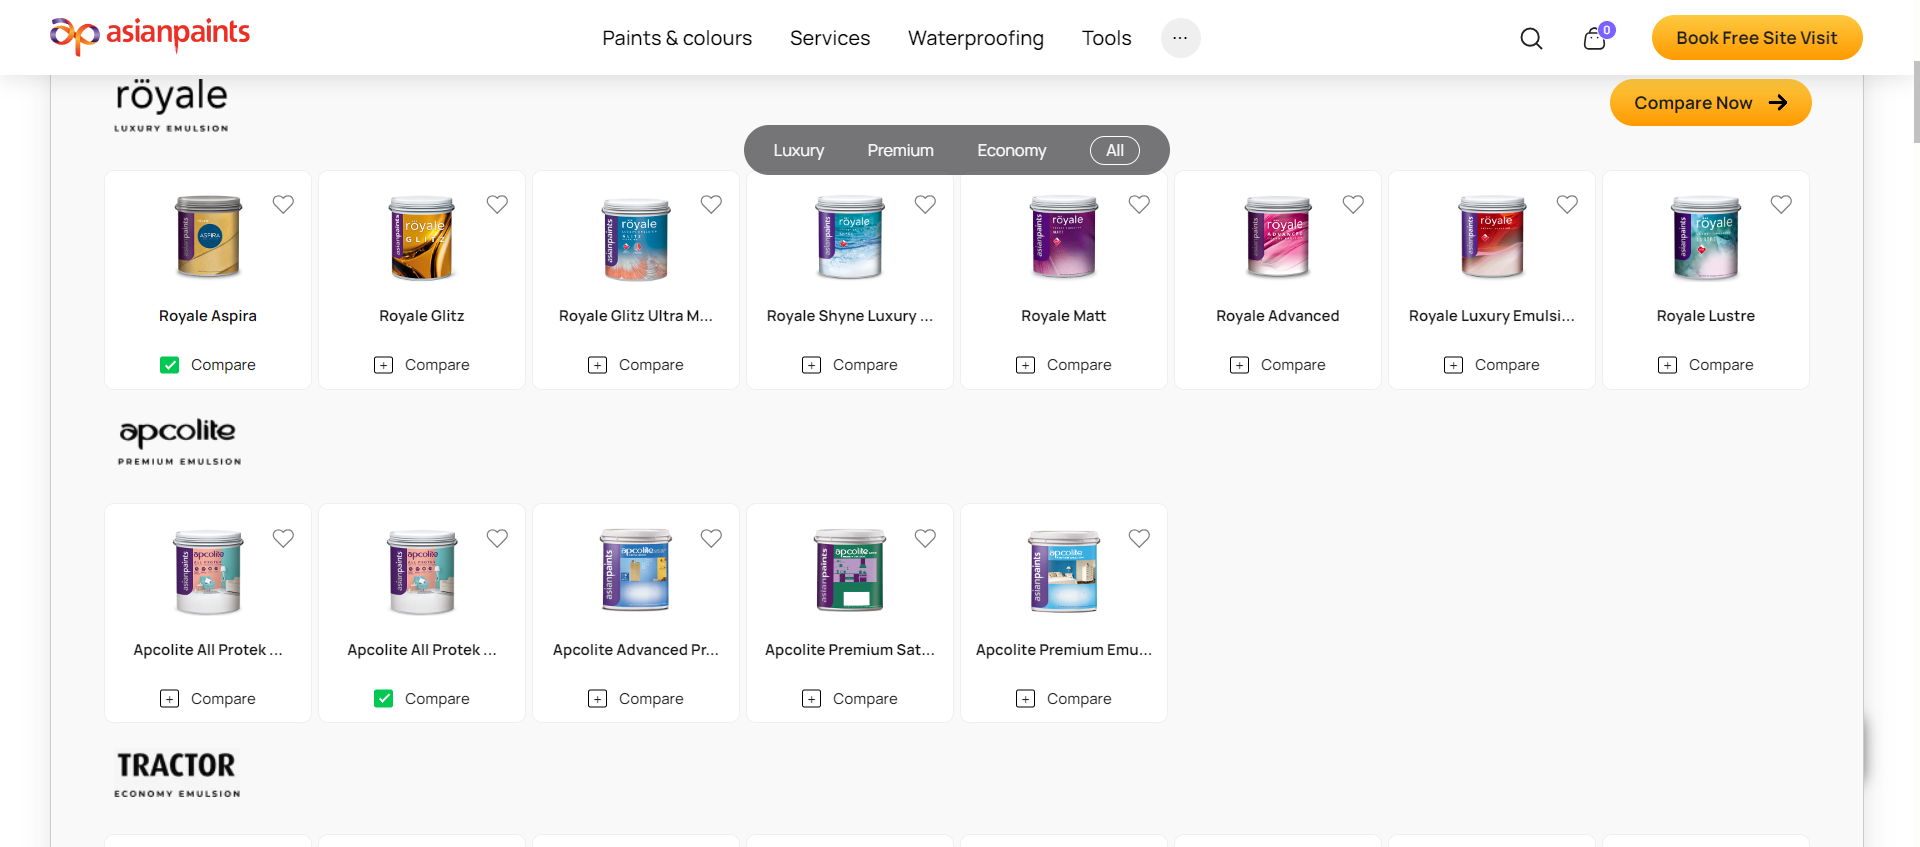 asianpaints
Paints & colours
Services
Waterproofing
Tools
0
Book Free Site Visit
röyale
LUXURY EMULSION
Compare Now
Luxury
Premium
Economy
All
Royale Aspira
Royale Glitz
Royale Glitz Ultra M...
Royale Shyne Luxury ...
Royale Matt
Royale Advanced
Royale Luxury Emulsi...
Royale Lustre
Compare
Compare
Compare
Compare
Compare
Compare
Compare
Compare
apcolite
PREMIUM EMULSION
Apcolite All Protek ...
Apcolite All Protek ...
Apcolite Advanced Pr...
Apcolite Premium Sat...
Apcolite Premium Emu...
Compare
Compare
Compare
Compare
Compare
TRACTOR
ECONOMY EMULSION